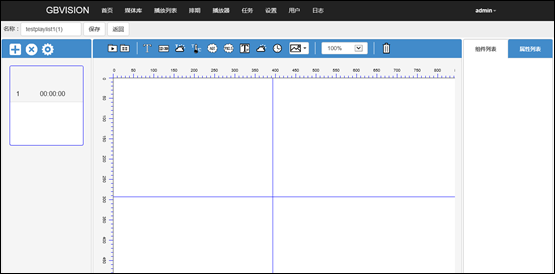 GBVISION 首页 媒体库 播放列表 排期 播放器 任务 设置 用户 日志 admin
名称： testplaylist1(1) 保存 返回
100% 组件列表 属性列表
0 50 100 150 200 250 300 350 400 450 500 550 600 650 700 750 800
1 00:00:00
0
50
100
150
200
250
300
350
400
450